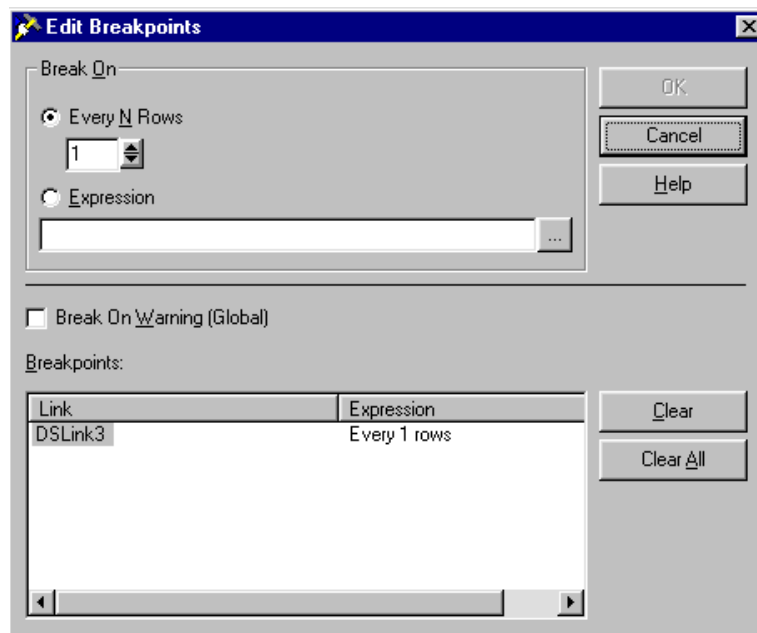 Edit Breakpoints
Break On
OK
Every N Rows
1
Cancel
Expression
Help
...
Break On Warning (Global)
Breakpoints:
Link Expression
DSLink3 Every 1 rows
Clear
Clear All